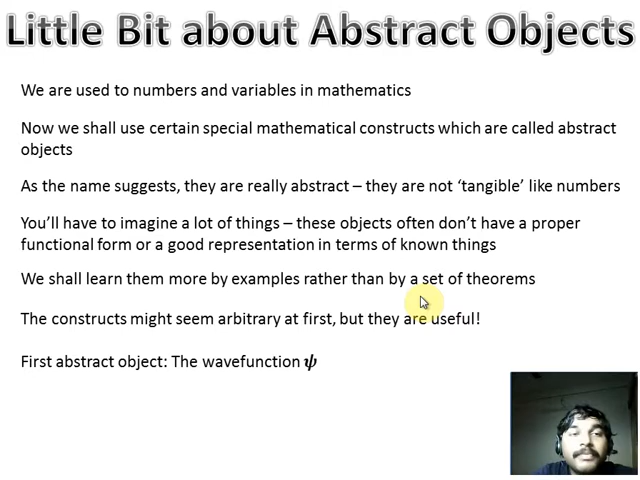 Little Bit about Abstract Objects
We are used to numbers and variables in mathematics
Now we shall use certain special mathematical constructs which are called abstract
objects
As the name suggests, they are really abstract – they are not ‘tangible’ like numbers
You’ll have to imagine a lot of things – these objects often don’t have a proper
functional form or a good representation in terms of known things
We shall learn them more by examples rather than by a set of theorems
The constructs might seem arbitrary at first, but they are useful!
First abstract object: The wavefunction ψ